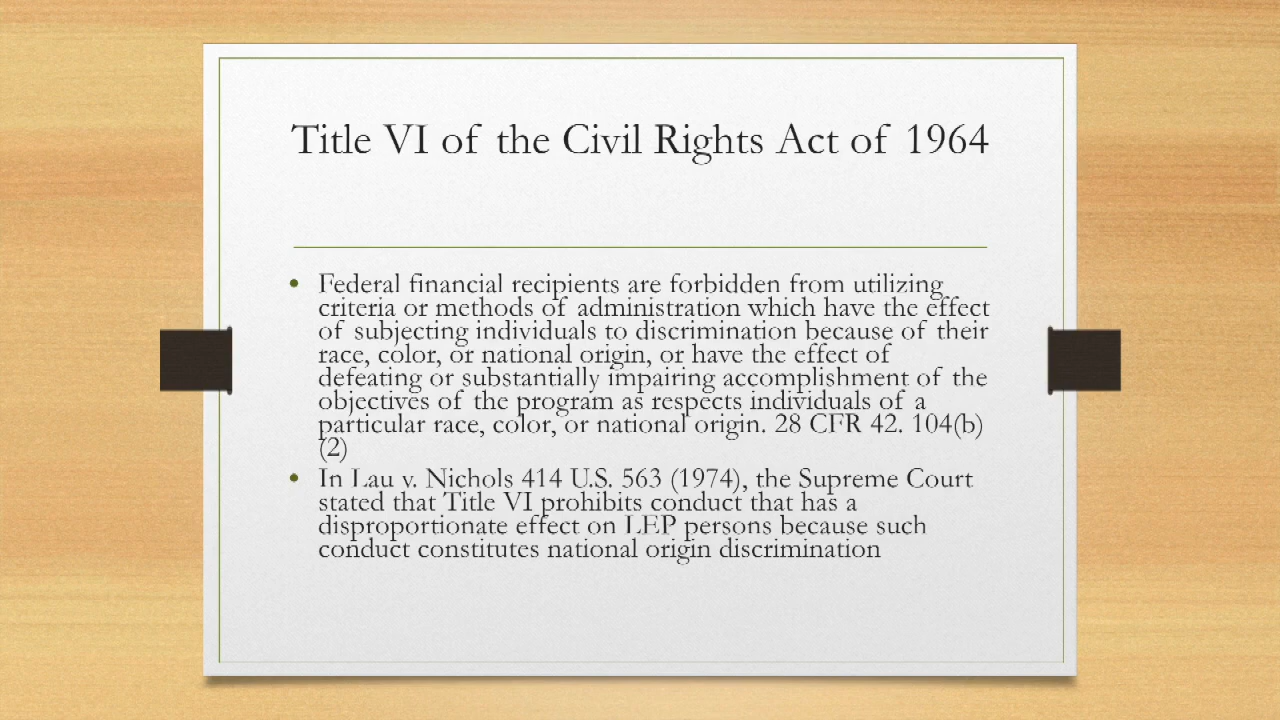 Title VI of the Civil Rights Act of 1964
• Federal financial recipients are forbidden from utilizing
criteria or methods of administration which have the effect
of subjecting individuals to discrimination because of their
race, color, or national origin, or have the effect of
defeating or substantially impairing accomplishment of the
objectives of the program as respects individuals of a
particular race, color, or national origin. 28 CFR 42. 104(b)
(2)
• In Lau v. Nichols 414 U.S. 563 (1974), the Supreme Court
stated that Title VI prohibits conduct that has a
disproportionate effect on LEP persons because such
conduct constitutes national origin discrimination